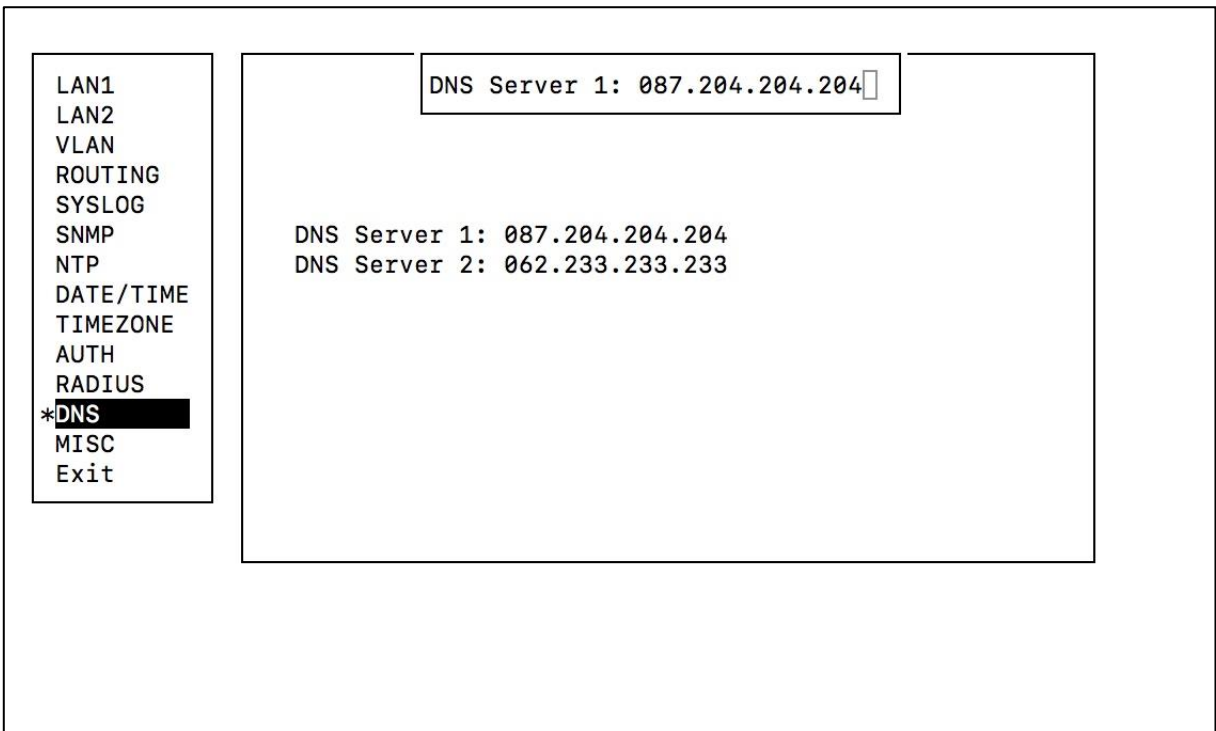 LAN1
LAN2
VLAN
ROUTING
SYSLOG
SNMP
NTP
DATE/TIME
TIMEZONE
AUTH
RADIUS
*DNS
MISC
Exit
DNS Server 1: 087.204.204.204
DNS Server 1: 087.204.204.204
DNS Server 2: 062.233.233.233